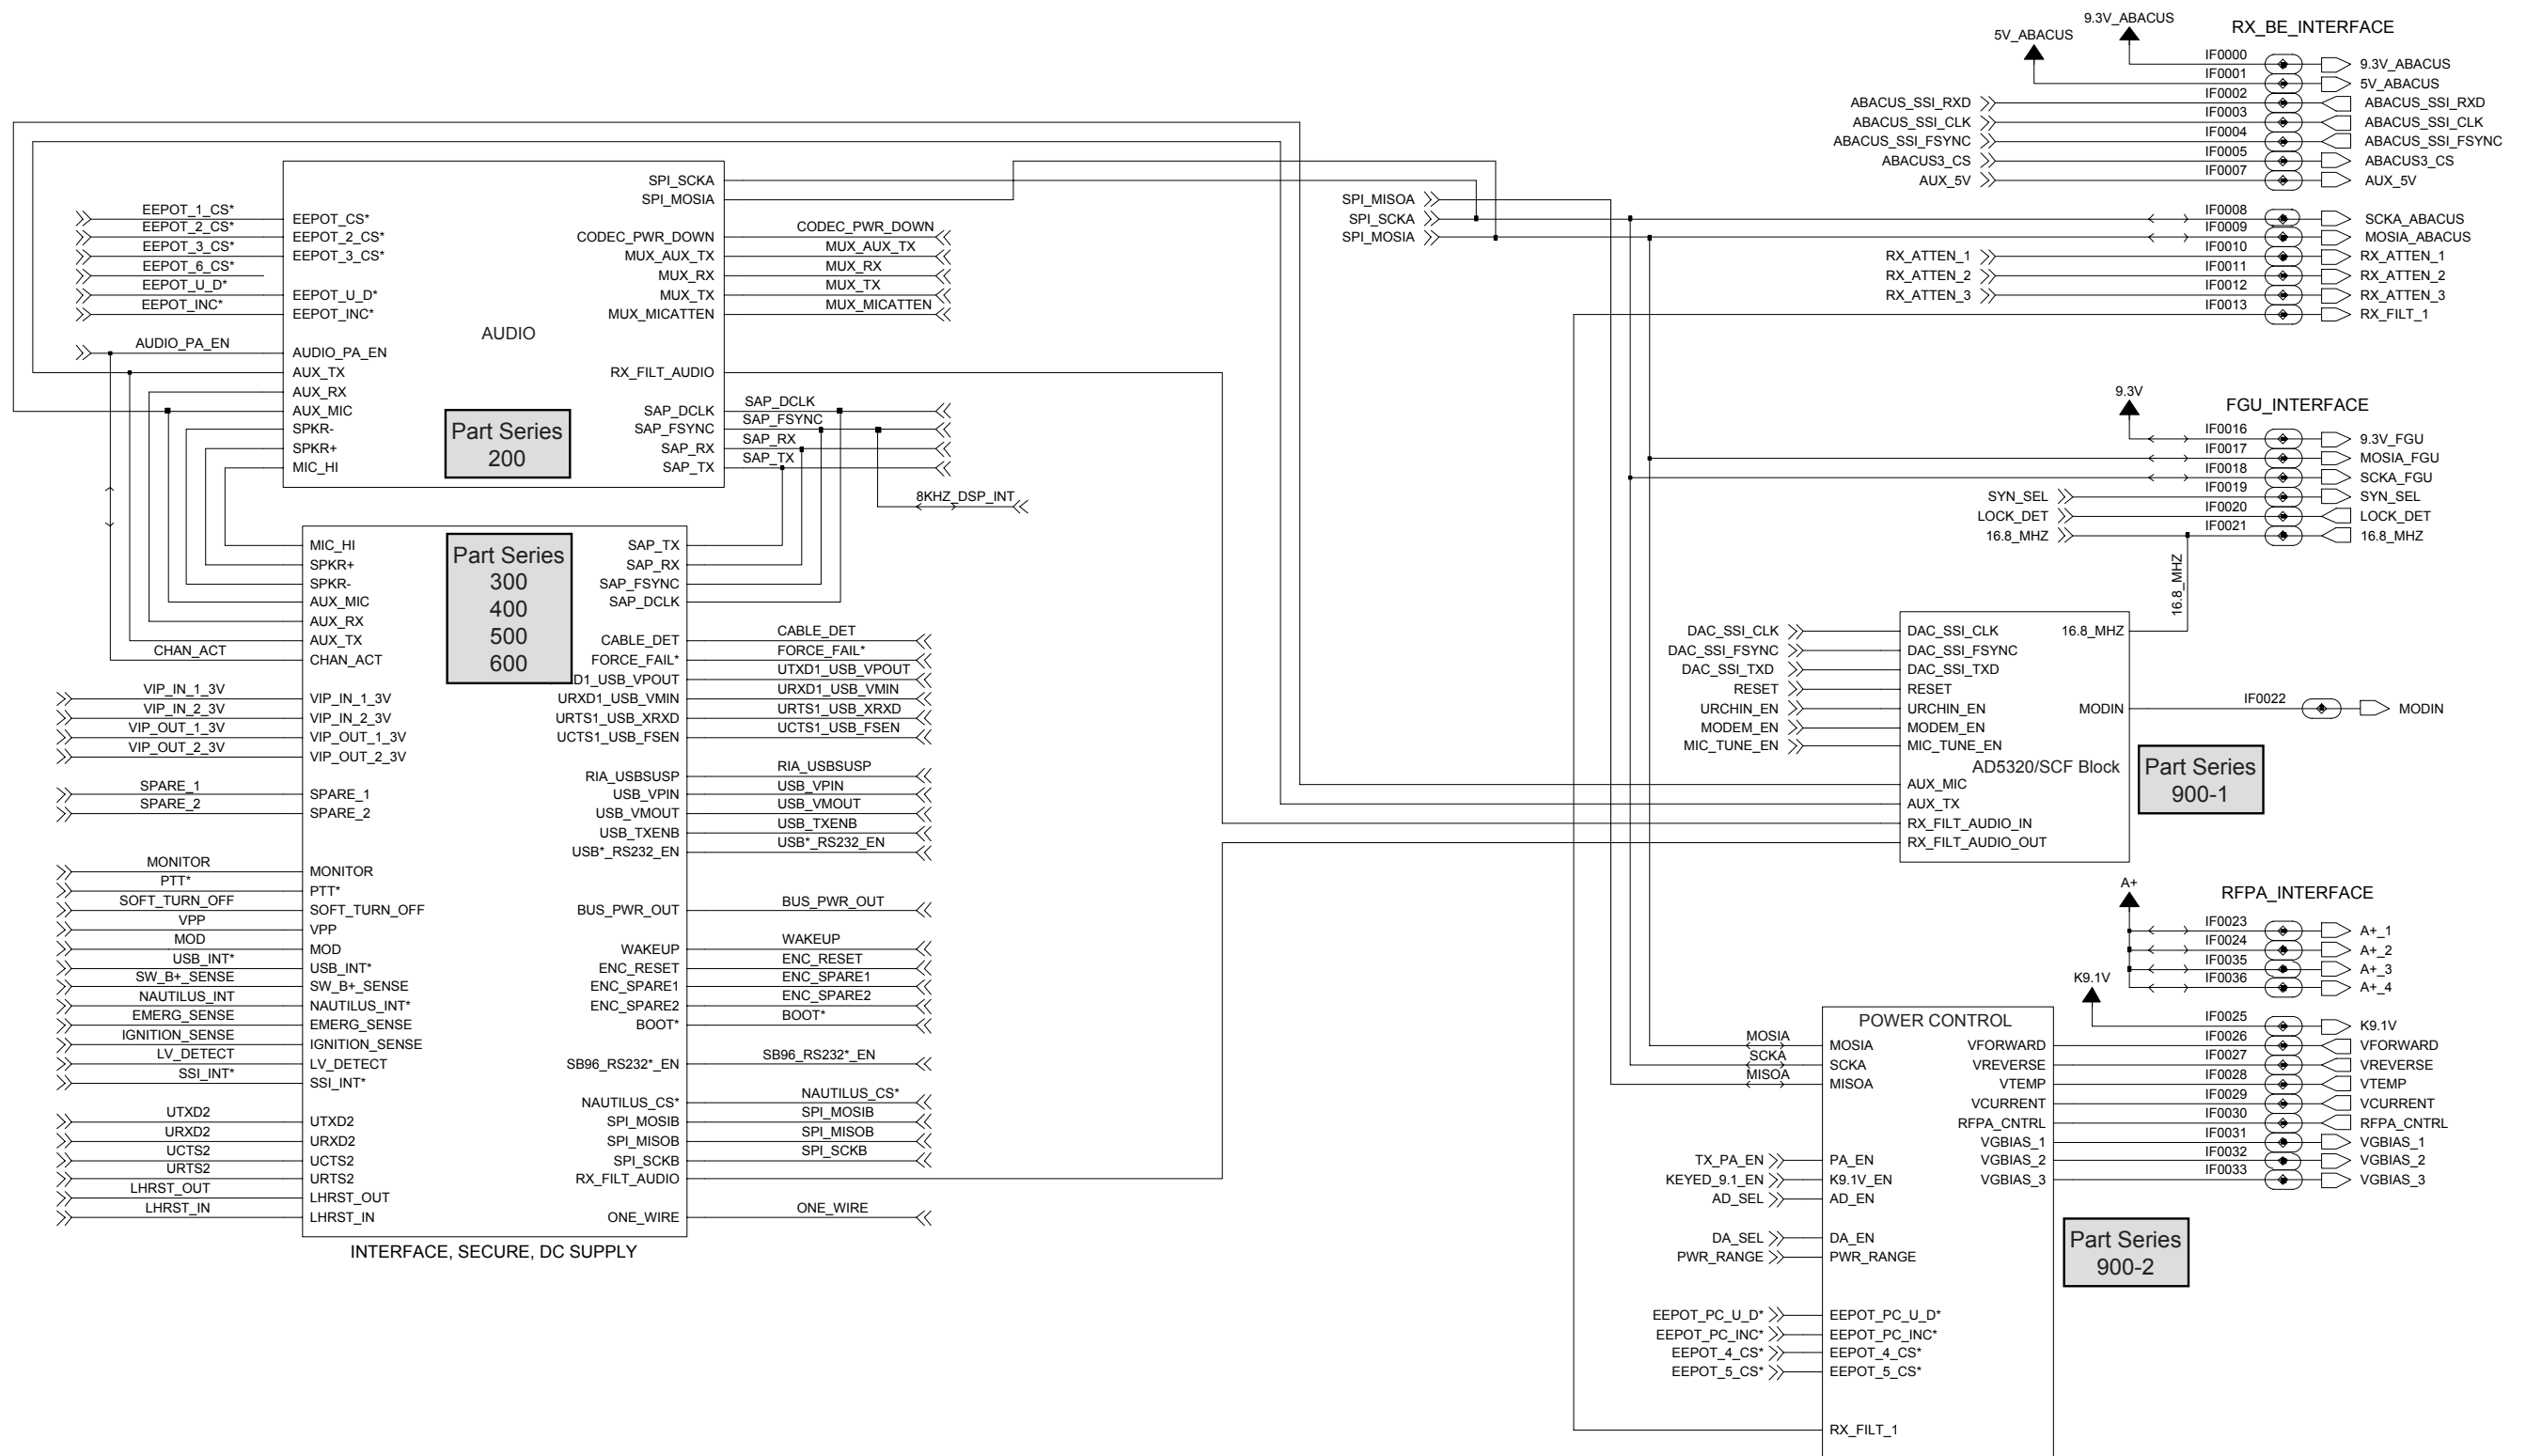 9.3V_ABACUS
5V_ABACUS
RX_BE_INTERFACE
IF0000
9.3V_ABACUS
IF0001
5V_ABACUS
ABACUS_SSI_RXD
IF0002
ABACUS_SSI_RXD
ABACUS_SSI_CLK
IF0003
ABACUS_SSI_CLK
ABACUS_SSI_FSYNC
IF0004
ABACUS_SSI_FSYNC
ABACUS3_CS
IF0005
ABACUS3_CS
AUX_5V
IF0007
AUX_5V
SPI_MISOA
SPI_SCKA
IF0008
SCKA_ABACUS
SPI_MOSIA
IF0009
MOSIA_ABACUS
RX_ATTEN_1
IF0010
RX_ATTEN_1
RX_ATTEN_2
IF0011
RX_ATTEN_2
RX_ATTEN_3
IF0012
RX_ATTEN_3
IF0013
RX_FILT_1
EEPOT_1_CS*
EEPOT_2_CS*
EEPOT_3_CS*
EEPOT_6_CS*
EEPOT_U_D*
EEPOT_INC*
AUDIO_PA_EN
EEPOT_CS*
EEPOT_2_CS*
EEPOT_3_CS*
EEPOT_U_D*
EEPOT_INC*
AUDIO_PA_EN
AUX_TX
AUX_RX
AUX_MIC
SPKR-
SPKR+
MIC_HI
AUDIO
Part Series
200
SPI_SCKA
SPI_MOSIA
CODEC_PWR_DOWN
MUX_AUX_TX
MUX_RX
MUX_TX
MUX_MICATTEN
RX_FILT_AUDIO
SAP_DCLK
SAP_FSYNC
SAP_RX
SAP_TX
CODEC_PWR_DOWN
MUX_AUX_TX
MUX_RX
MUX_TX
MUX_MICATTEN
SAP_DCLK
SAP_FSYNC
SAP_RX
SAP_TX
8KHZ_DSP_INT
9.3V
FGU_INTERFACE
IF0016
9.3V_FGU
IF0017
MOSIA_FGU
IF0018
SCKA_FGU
SYN_SEL
IF0019
SYN_SEL
LOCK_DET
IF0020
LOCK_DET
16.8_MHZ
IF0021
16.8_MHZ
16.8_MHZ
CHAN_ACT
VIP_IN_1_3V
VIP_IN_2_3V
VIP_OUT_1_3V
VIP_OUT_2_3V
SPARE_1
SPARE_2
MONITOR
PTT*
SOFT_TURN_OFF
VPP
MOD
USB_INT*
SW_B+_SENSE
NAUTILUS_INT
EMERG_SENSE
IGNITION_SENSE
LV_DETECT
SSI_INT*
UTXD2
URXD2
UCTS2
URTS2
LHRST_OUT
LHRST_IN
MIC_HI
SPKR+
SPKR-
AUX_MIC
AUX_RX
AUX_TX
CHAN_ACT
VIP_IN_1_3V
VIP_IN_2_3V
VIP_OUT_1_3V
VIP_OUT_2_3V
SPARE_1
SPARE_2
MONITOR
PTT*
SOFT_TURN_OFF
VPP
MOD
USB_INT*
SW_B+_SENSE
NAUTILUS_INT*
EMERG_SENSE
IGNITION_SENSE
LV_DETECT
SSI_INT*
UTXD2
URXD2
UCTS2
URTS2
LHRST_OUT
LHRST_IN
Part Series
300
400
500
600
SAP_TX
SAP_RX
SAP_FSYNC
SAP_DCLK
CABLE_DET
FORCE_FAIL*
D1_USB_VPOUT
URXD1_USB_VMIN
URTS1_USB_XRXD
UCTS1_USB_FSEN
RIA_USBSUSP
USB_VPIN
USB_VMOUT
USB_TXENB
USB*_RS232_EN
BUS_PWR_OUT
WAKEUP
ENC_RESET
ENC_SPARE1
ENC_SPARE2
BOOT*
SB96_RS232*_EN
NAUTILUS_CS*
SPI_MOSIB
SPI_MISOB
SPI_SCKB
RX_FILT_AUDIO
ONE_WIRE
CABLE_DET
FORCE_FAIL*
UTXD1_USB_VPOUT
URXD1_USB_VMIN
URTS1_USB_XRXD
UCTS1_USB_FSEN
RIA_USBSUSP
USB_VPIN
USB_VMOUT
USB_TXENB
USB*_RS232_EN
BUS_PWR_OUT
WAKEUP
ENC_RESET
ENC_SPARE1
ENC_SPARE2
BOOT*
SB96_RS232*_EN
NAUTILUS_CS*
SPI_MOSIB
SPI_MISOB
SPI_SCKB
ONE_WIRE
INTERFACE, SECURE, DC SUPPLY
DAC_SSI_CLK
DAC_SSI_FSYNC
DAC_SSI_TXD
RESET
URCHIN_EN
MODEM_EN
MIC_TUNE_EN
DAC_SSI_CLK
DAC_SSI_FSYNC
DAC_SSI_TXD
RESET
URCHIN_EN
MODEM_EN
MIC_TUNE_EN
AD5320/SCF Block
AUX_MIC
AUX_TX
RX_FILT_AUDIO_IN
RX_FILT_AUDIO_OUT
16.8_MHZ
MODIN
IF0022
MODIN
Part Series
900-1
A+
RFPA_INTERFACE
IF0023
A+_1
IF0024
A+_2
IF0035
A+_3
IF0036
A+_4
K9.1V
IF0025
K9.1V
IF0026
VFORWARD
IF0027
VREVERSE
IF0028
VTEMP
IF0029
VCURRENT
IF0030
RFPA_CNTRL
IF0031
VGBIAS_1
IF0032
VGBIAS_2
IF0033
VGBIAS_3
POWER CONTROL
MOSIA
SCKA
MISOA
TX_PA_EN
KEYED_9.1_EN
AD_SEL
DA_SEL
PWR_RANGE
EEPOT_PC_U_D*
EEPOT_PC_INC*
EEPOT_4_CS*
EEPOT_5_CS*
MOSIA
SCKA
MISOA
PA_EN
K9.1V_EN
AD_EN
DA_EN
PWR_RANGE
EEPOT_PC_U_D*
EEPOT_PC_INC*
EEPOT_4_CS*
EEPOT_5_CS*
RX_FILT_1
VFORWARD
VREVERSE
VTEMP
VCURRENT
RFPA_CNTRL
VGBIAS_1
VGBIAS_2
VGBIAS_3
Part Series
900-2